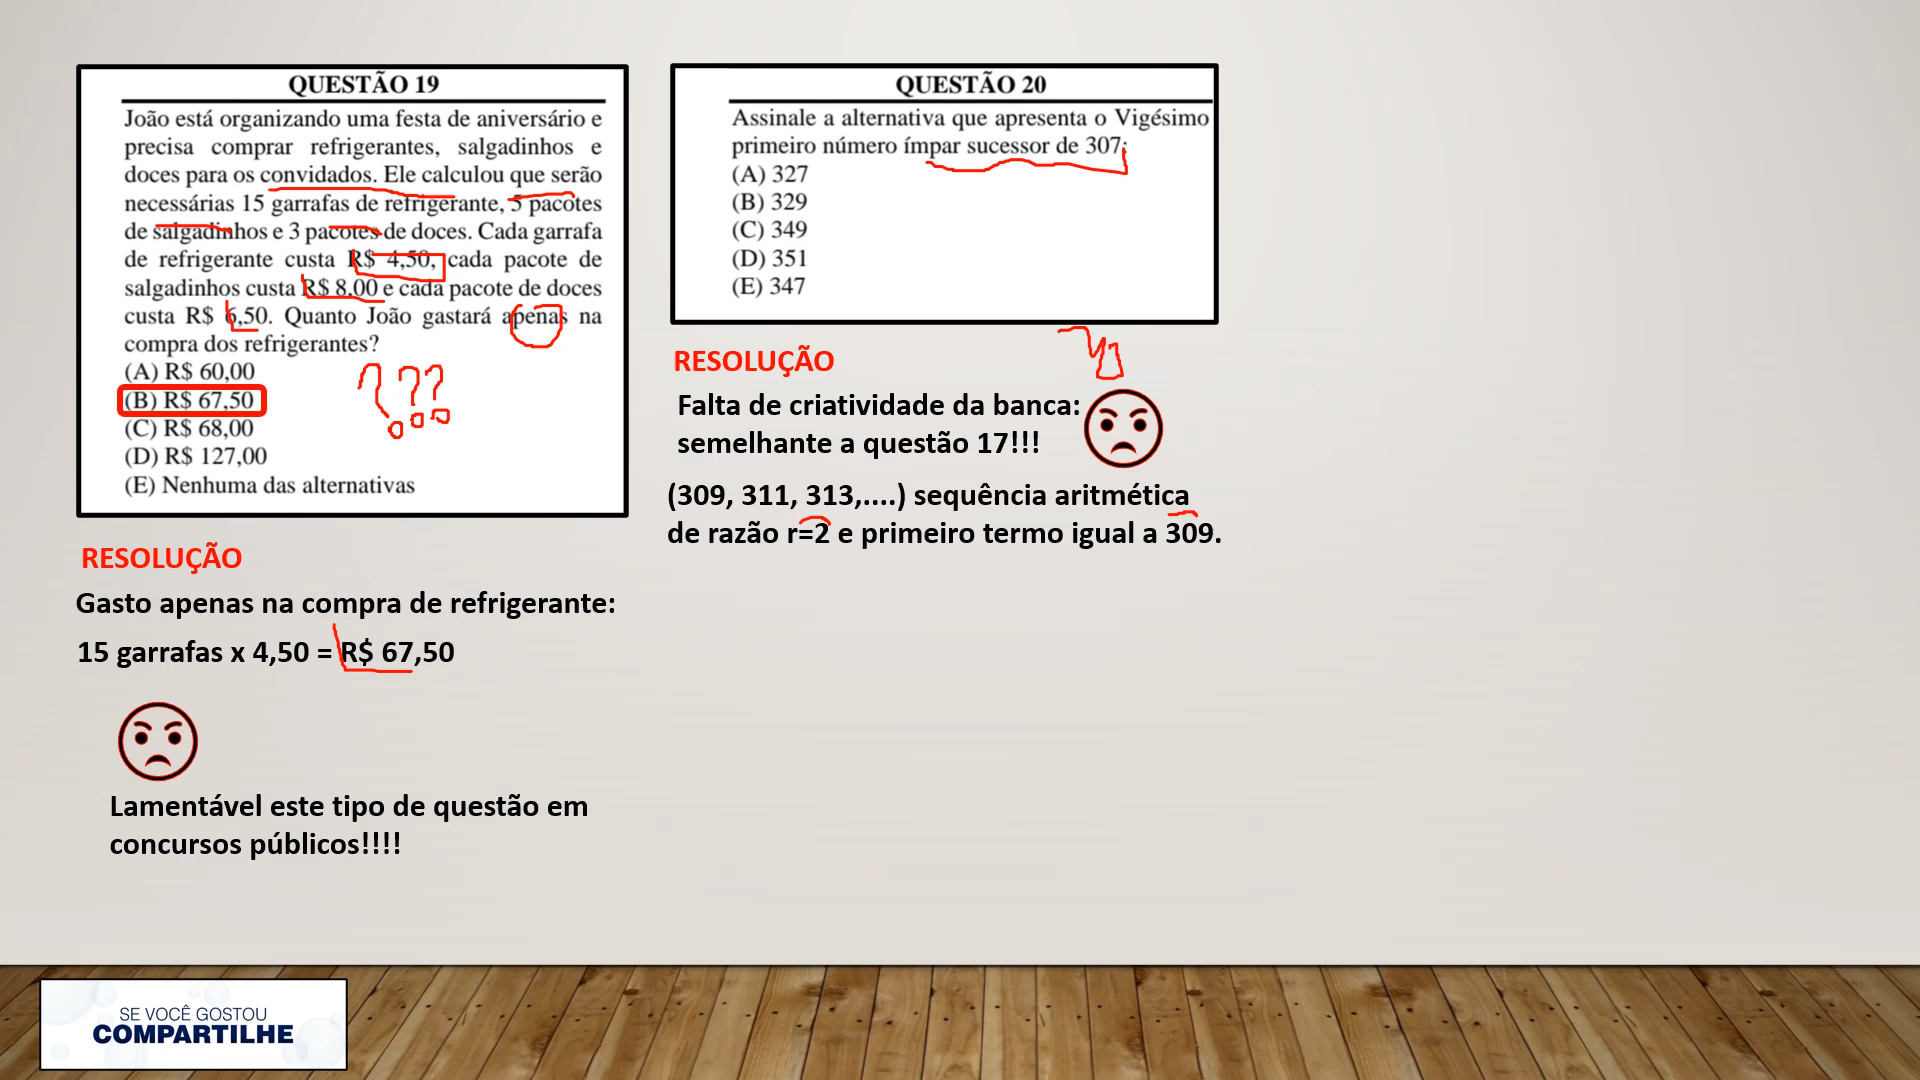 QUESTÃO 19
João está organizando uma festa de aniversário e
precisa comprar refrigerantes, salgadinhos e
doces para os convidados. Ele calculou que serão
necessárias 15 garrafas de refrigerante, 5 pacotes
de salgadinhos e 3 pacotes de doces. Cada garrafa
de refrigerante custa R$ 4,50, cada pacote de
salgadinhos custa R$ 8,00 e cada pacote de doces
custa R$ 6,50. Quanto João gastará apenas na
compra dos refrigerantes?
(A) R$ 60,00
(B) R$ 67,50
(C) R$ 68,00
(D) R$ 127,00
(E) Nenhuma das alternativas
???
RESOLUÇÃO
Gasto apenas na compra de refrigerante:
15 garrafas x 4,50 = R$ 67,50
Lamentável este tipo de questão em
concursos públicos!!!!
QUESTÃO 20
Assinale a alternativa que apresenta o Vigésimo
primeiro número ímpar sucessor de 307:
(A) 327
(B) 329
(C) 349
(D) 351
(E) 347
RESOLUÇÃO
Falta de criatividade da banca:
semelhante a questão 17!!!
(309, 311, 313,....) sequência aritmética
de razão r=2 e primeiro termo igual a 309.
SE VOCÊ GOSTOU
COMPARTILHE